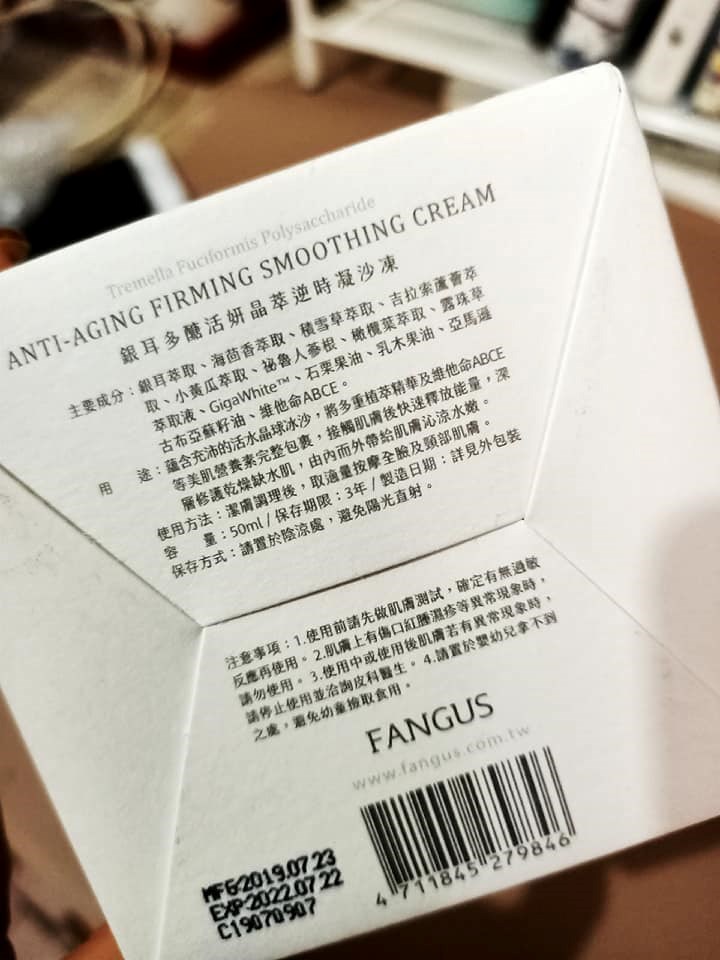 Tremella Fuciformis Polysaccharide
ANTI-AGING FIRMING SMOOTHING CREAM
銀耳多醣活妍晶萃逆時凝沙凍
主要成分：銀耳萃取、海茴香萃取、積雪草萃取、吉拉索蘆薈萃
取、小黃瓜萃取、祕魯人蔘根、橄欖葉萃取、露珠草
萃取液、GigaWhite™、石栗果油、乳木果油、亞馬遜
古布亞蘇籽油、維他命ABCE。
用　　途：蘊含充沛的活水晶球冰沙，將多重植萃精華及維他命ABCE
等美肌營養素完整包裹，接觸肌膚後快速釋放能量，深
層修護乾燥缺水肌，由內而外帶給肌膚沁涼水嫩。
使用方法：潔膚調理後，取適量按摩全臉及頸部肌膚。
容　　量：50ml / 保存期限：3年 / 製造日期：詳見外包裝
保存方式：請置於陰涼處，避免陽光直射。
注意事項：1.使用前請先做肌膚測試，確定有無過敏
反應再使用。2.肌膚上有傷口紅腫濕疹等異常現象時，
請勿使用。3.使用中或使用後肌膚若有異常現象時，
請停止使用並洽詢皮科醫生。4.請置於嬰幼兒拿不到
之處，避免幼童撿取食用。
FANGUS
www.fangus.com.tw
4 711845 279846
MFG:2019.07.23
EXP:2022.07.22
C19070907